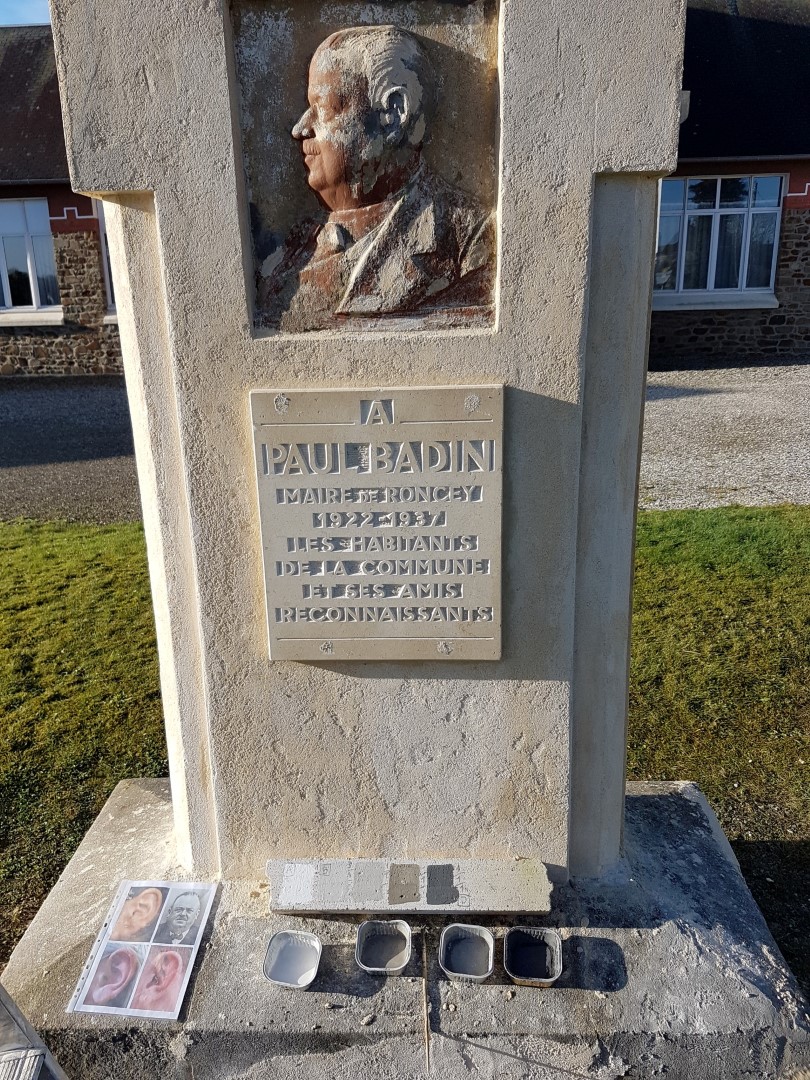 A
PAUL BADIN
MAIRE DE RONCEY
1922-1937
LES HABITANTS
DE LA COMMUNE
ET SES AMIS
RECONNAISSANTS